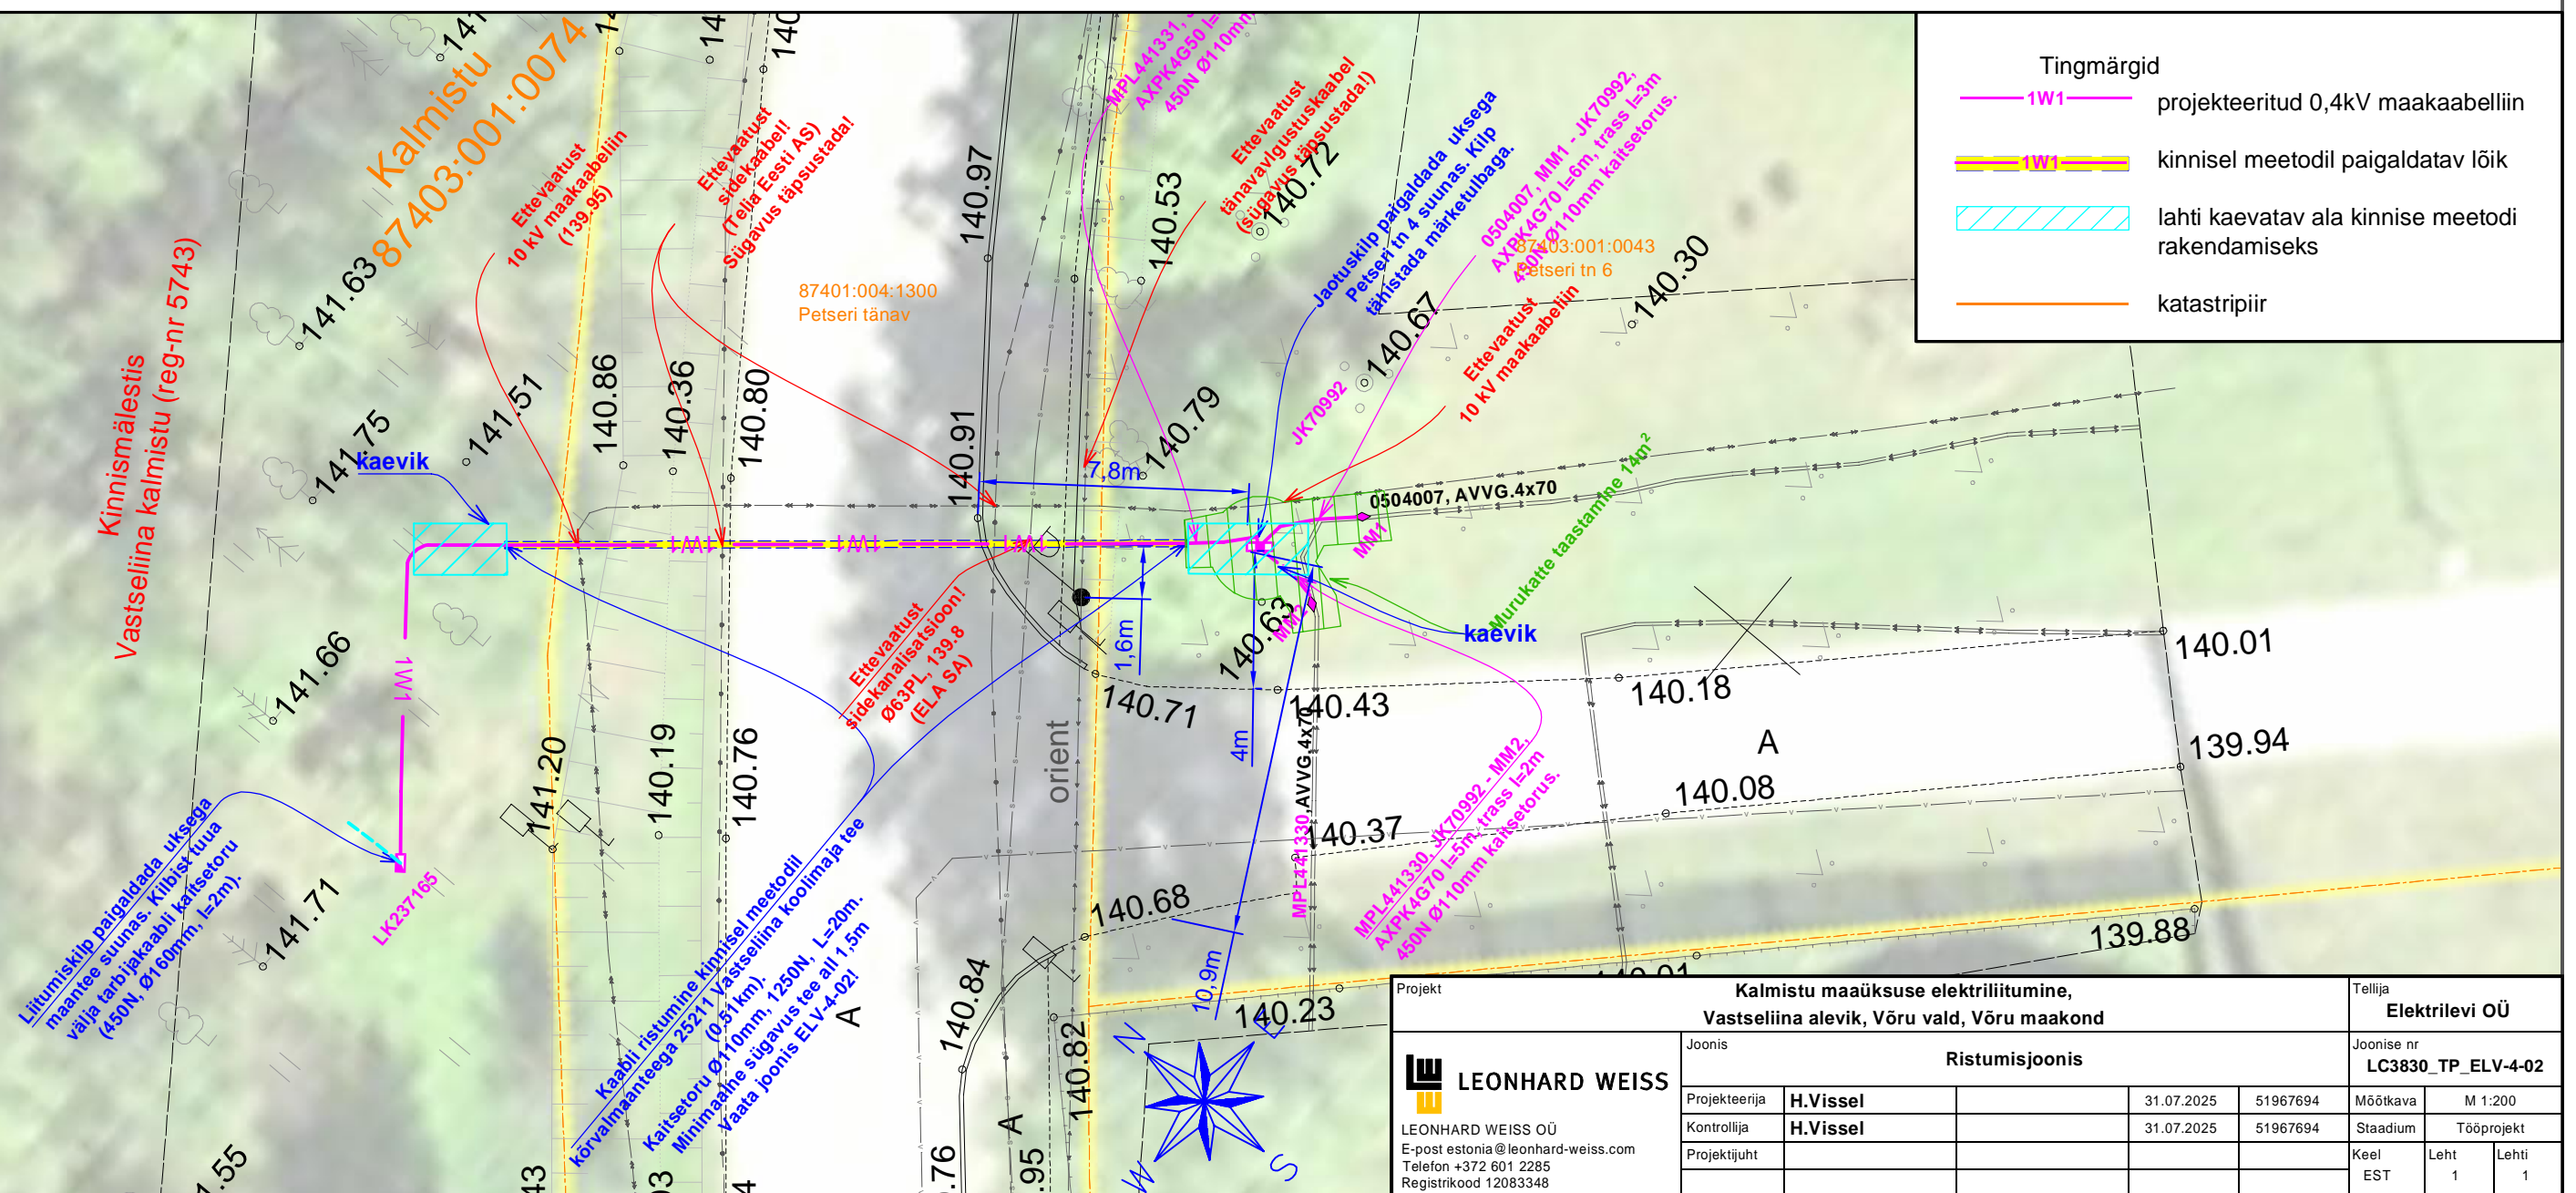 Tingmärgid
1W1
projekteeritud 0,4kV maakaabelliin
1W1
kinnisel meetodil paigaldatav lõik
lahti kaevatav ala kinnise meetodi
rakendamiseks
katastripiir
Kalmistu
87403:001:0074
Kinnismälestis
Vastseliina kalmistu (reg-nr 5743)
Ettevaatust
10 kV maakaabelliin
(139.95)
Ettevaatust
sidekaabel!
(Telia Eesti AS)
Sügavus täpsustada!
87401:004:1300
Petseri tänav
MPL441331,
AXPK4G50
450N Ø110mm
Ettevaatust
tänavavlgustuskaabel
(sügavus täpsustada!)
Jaotuskilp paigaldada uksega
Petseri tn 4 suunas. Kilp
tähistada märketulbaga.
0504007, MM1 - JK70992,
AXPK4G70 l=6m, trass l=3m
450N Ø110mm kaitsetorus.
87403:001:0043
Petseri tn 6
Ettevaatust
10 kV maakaabelliin
JK70992
141.63
141.75
141.51
140.86
140.36
140.80
140.97
140.91
140.53
140.72
140.79
140.67
140.30
kaevik
7,8m
0504007, AVVG.4x70
MM1
Murukatte taastamine 14m²
1W1
1W1
1W1
1W1
1,6m
MM2
140.63
kaevik
Ettevaatust
sidekanalisatsioon!
Ø63PL, 139.8
(ELA SA)
141.66
141.71
141.20
140.19
140.76
orient
140.71
140.43
140.18
140.01
139.94
4m
A
140.08
140.37
MPL441330,AVVG.4x70
MPL441330, JK70992 - MM2,
AXPK4G70 l=5m, trass l=2m
450N Ø110mm kaitsetorus.
140.68
139.88
10,9m
140.23
140.84
140.82
A
A
LK237165
Liitumiskilp paigaldada uksega
maantee suunas. Kilbist tuua
välja tarbijakaabli kaitsetoru
(450N, Ø160mm, l=2m).
Kaabli ristumine kinnisel meetodil
kõrvalmaanteega 25211 Vastseliina koolimaja tee
(0,51km).
Kaitsetoru Ø110mm, 1250N, L=20m.
Minimaalne sügavus tee all 1,5m
Vaata joonis ELV-4-02!
N
E
S
W
Projekt
Kalmistu maaüksuse elektriliitumine,
Vastseliina alevik, Võru vald, Võru maakond
Tellija
Elektrilevi OÜ
LEONHARD WEISS
Joonis
Ristumisjoonis
Joonise nr
LC3830_TP_ELV-4-02
Projekteerija H.Vissel 31.07.2025 51967694 Mõõtkava M 1:200
Kontrollija H.Vissel 31.07.2025 51967694 Staadium Tööprojekt
Projektijuht
Keel
EST
Leht
1
Lehti
1
LEONHARD WEISS OÜ
E-post estonia@leonhard-weiss.com
Telefon +372 601 2285
Registrikood 12083348